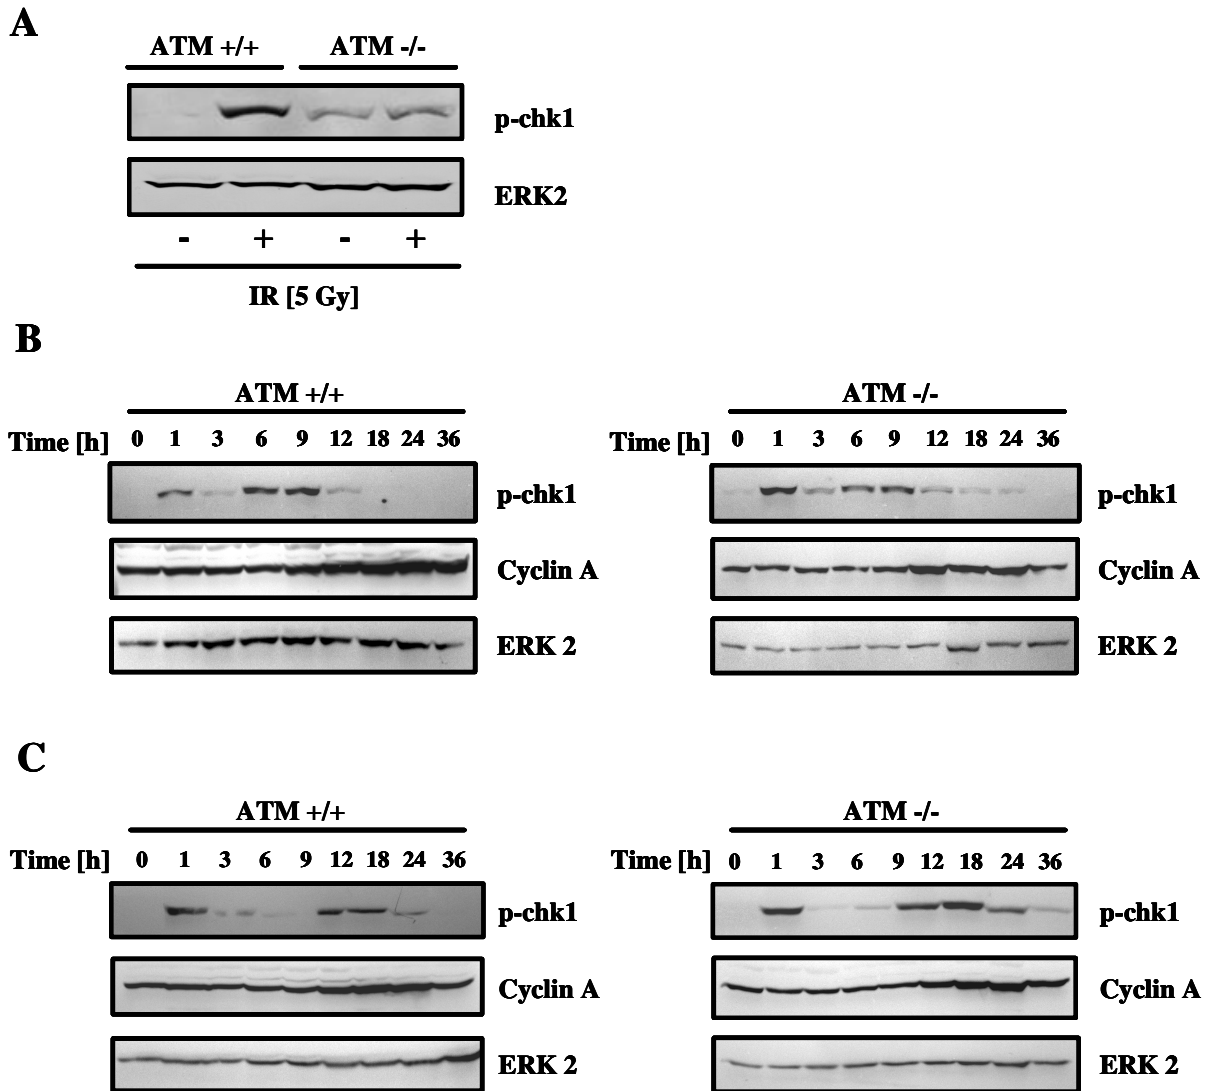 A
ATM +/+ ATM -/-
p-chk1
ERK2
- + - +
IR [5 Gy]
B
ATM +/+
Time [h] 0 1 3 6 9 12 18 24 36
p-chk1
Cyclin A
ERK 2
ATM -/-
Time [h] 0 1 3 6 9 12 18 24 36
p-chk1
Cyclin A
ERK 2
C
ATM +/+
Time [h] 0 1 3 6 9 12 18 24 36
p-chk1
Cyclin A
ERK 2
ATM -/-
Time [h] 0 1 3 6 9 12 18 24 36
p-chk1
Cyclin A
ERK 2